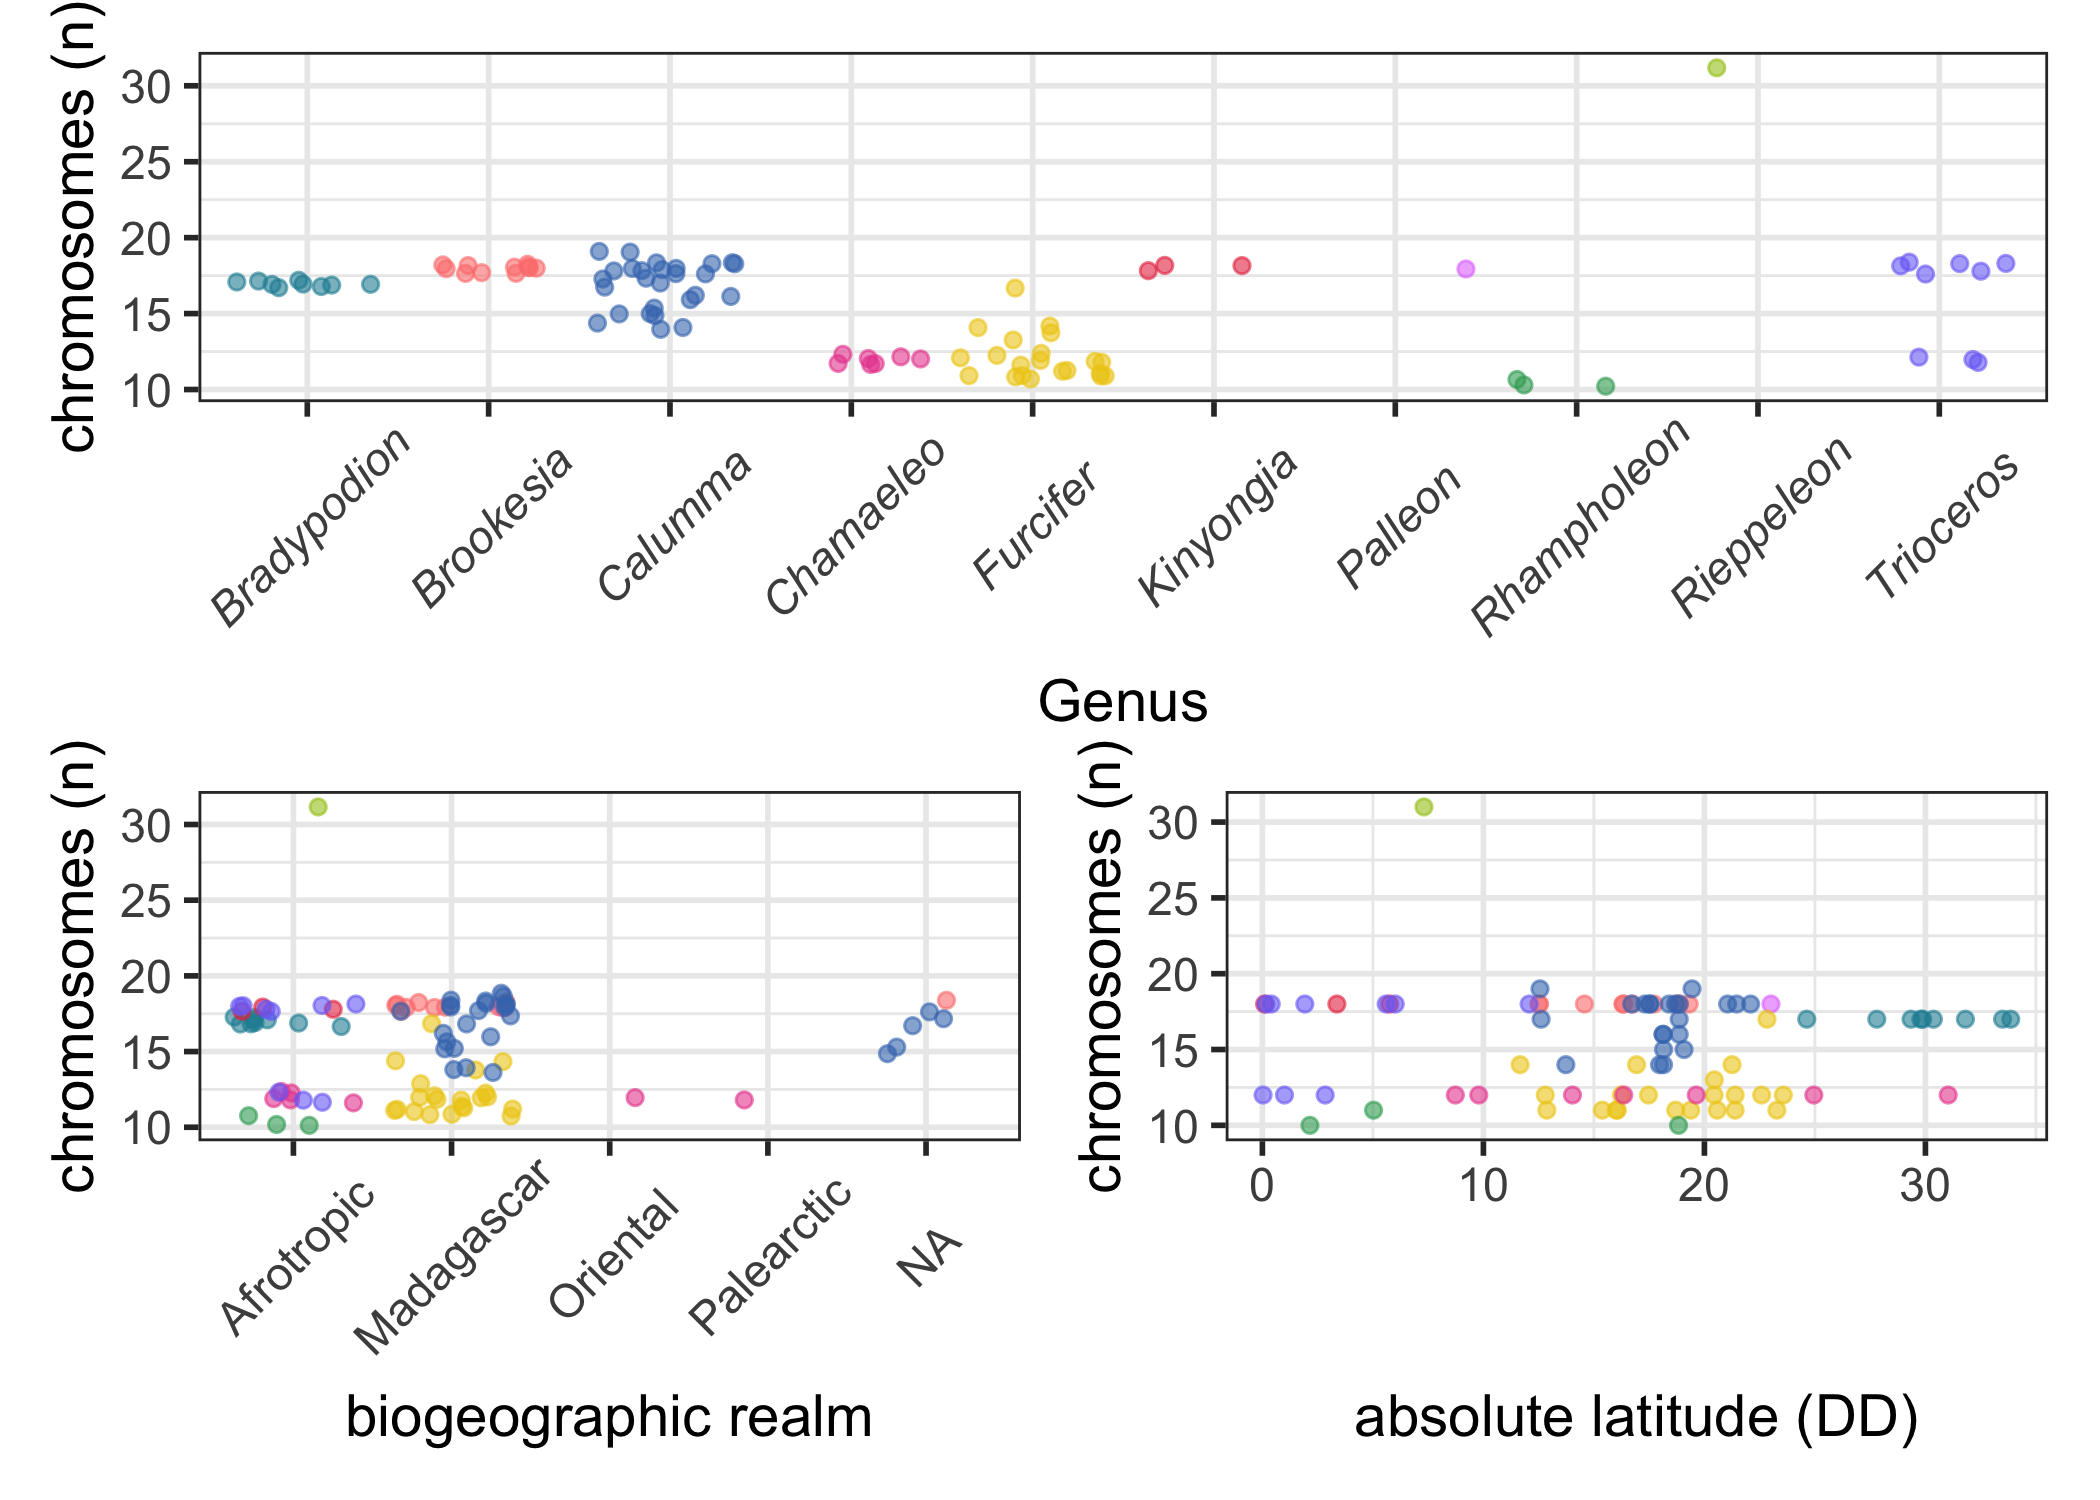 chromosomes (n)
30
25
20
15
10
Bradypodion
Brookesia
Calumma
Chamaeleo
Furcifer
Kinyongia
Palleon
Rhampholeon
Rieppeleon
Trioceros
Genus
chromosomes (n)
30
25
20
15
10
Afrotropic
Madagascar
Oriental
Palearctic
NA
biogeographic realm
chromosomes (n)
30
25
20
15
10
0
10
20
30
absolute latitude (DD)